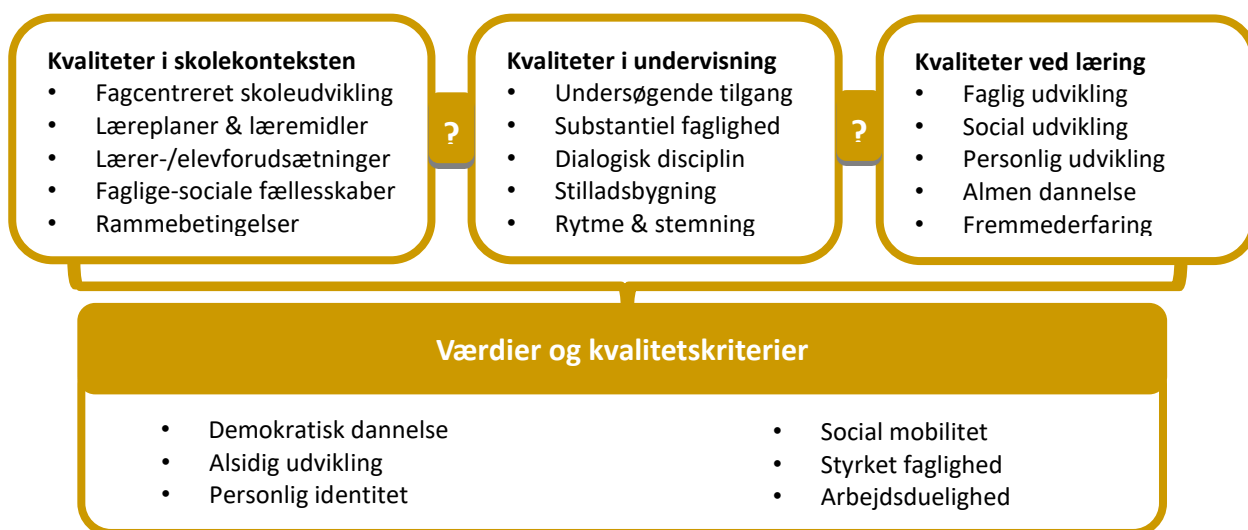 Kvaliteter i skolekonteksten
• Fagcentreret skoleudvikling
• Læreplaner & læremidler
• Lærer-/elevforudsætninger
• Faglige-sociale fællesskaber
• Rammebetingelser
?
Kvaliteter i undervisning
• Undersøgende tilgang
• Substantiel faglighed
• Dialogisk disciplin
• Stilladsbygning
• Rytme & stemning
?
Kvaliteter ved læring
• Faglig udvikling
• Social udvikling
• Personlig udvikling
• Almen dannelse
• Fremmederfaring
Værdier og kvalitetskriterier
• Demokratisk dannelse
• Alsidig udvikling
• Personlig identitet
• Social mobilitet
• Styrket faglighed
• Arbejdsduelighed